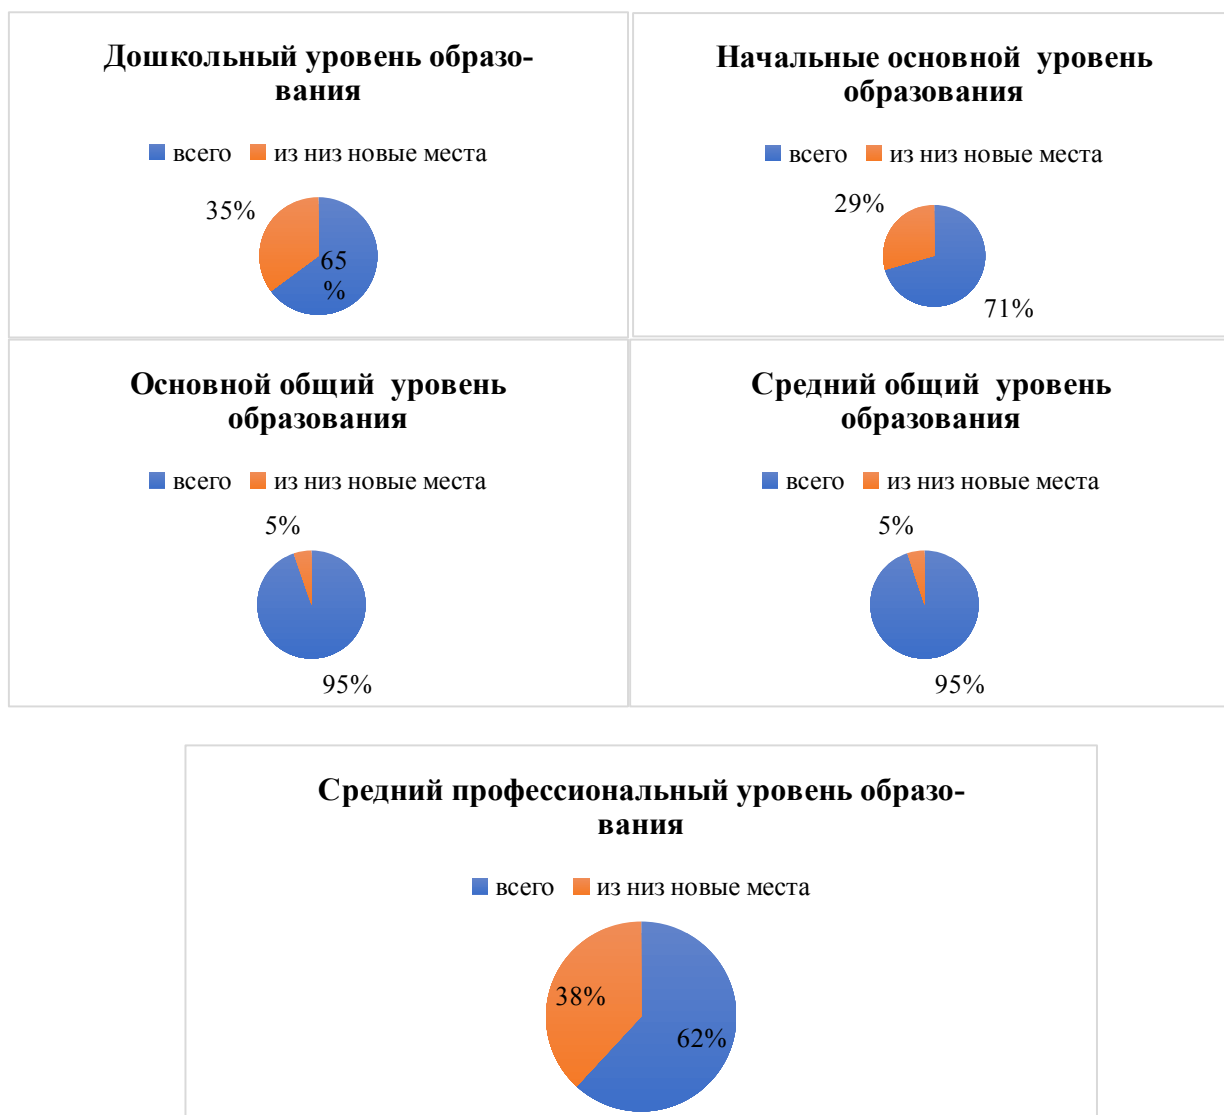 Дошкольный уровень образо-
вания
всего из низ новые места
35%
65
%
Начальные основной уровень
образования
всего из низ новые места
29%
71%
Основной общий уровень
образования
всего из низ новые места
5%
95%
Средний общий уровень
образования
всего из низ новые места
5%
95%
Средний профессиональный уровень образо-
вания
всего из низ новые места
38%
62%